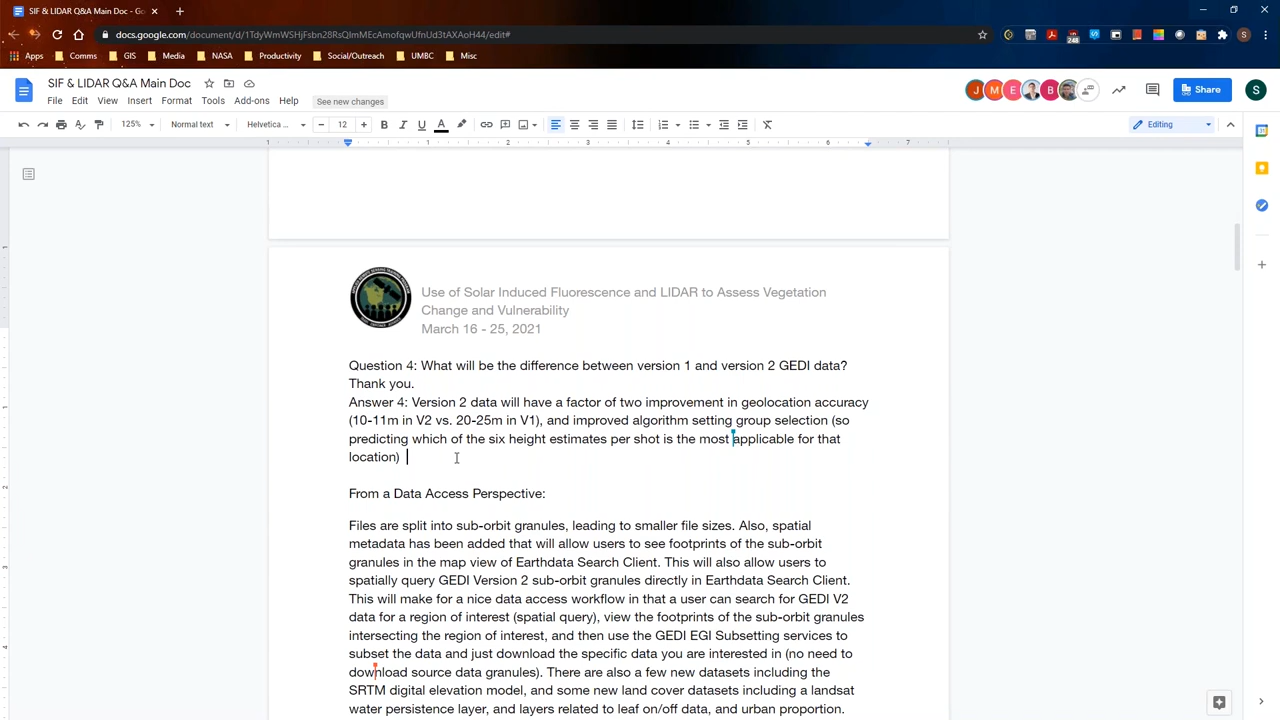 SIF & LIDAR Q&A Main Doc - Go
docs.google.com/document/d/1TdyWmWSHjFsbn28RsQImMEcAmofqwUfnUd3tAXAoH44/edit#
Apps Comms GIS Media NASA Productivity Social/Outreach UMBC Misc
SIF & LIDAR Q&A Main Doc
File Edit View Insert Format Tools Add-ons Help See new changes
J M E B Share S
125% Normal text Helvetica ... 12 Editing
1 1 2 3 4 5 6 7
Use of Solar Induced Fluorescence and LIDAR to Assess Vegetation
Change and Vulnerability
March 16 - 25, 2021
Question 4: What will be the difference between version 1 and version 2 GEDI data?
Thank you.
Answer 4: Version 2 data will have a factor of two improvement in geolocation accuracy
(10-11m in V2 vs. 20-25m in V1), and improved algorithm setting group selection (so
predicting which of the six height estimates per shot is the most applicable for that
location)
From a Data Access Perspective:
Files are split into sub-orbit granules, leading to smaller file sizes. Also, spatial
metadata has been added that will allow users to see footprints of the sub-orbit
granules in the map view of Earthdata Search Client. This will also allow users to
spatially query GEDI Version 2 sub-orbit granules directly in Earthdata Search Client.
This will make for a nice data access workflow in that a user can search for GEDI V2
data for a region of interest (spatial query), view the footprints of the sub-orbit granules
intersecting the region of interest, and then use the GEDI EGI Subsetting services to
subset the data and just download the specific data you are interested in (no need to
download source data granules). There are also a few new datasets including the
SRTM digital elevation model, and some new land cover datasets including a landsat
water persistence layer, and layers related to leaf on/off data, and urban proportion.